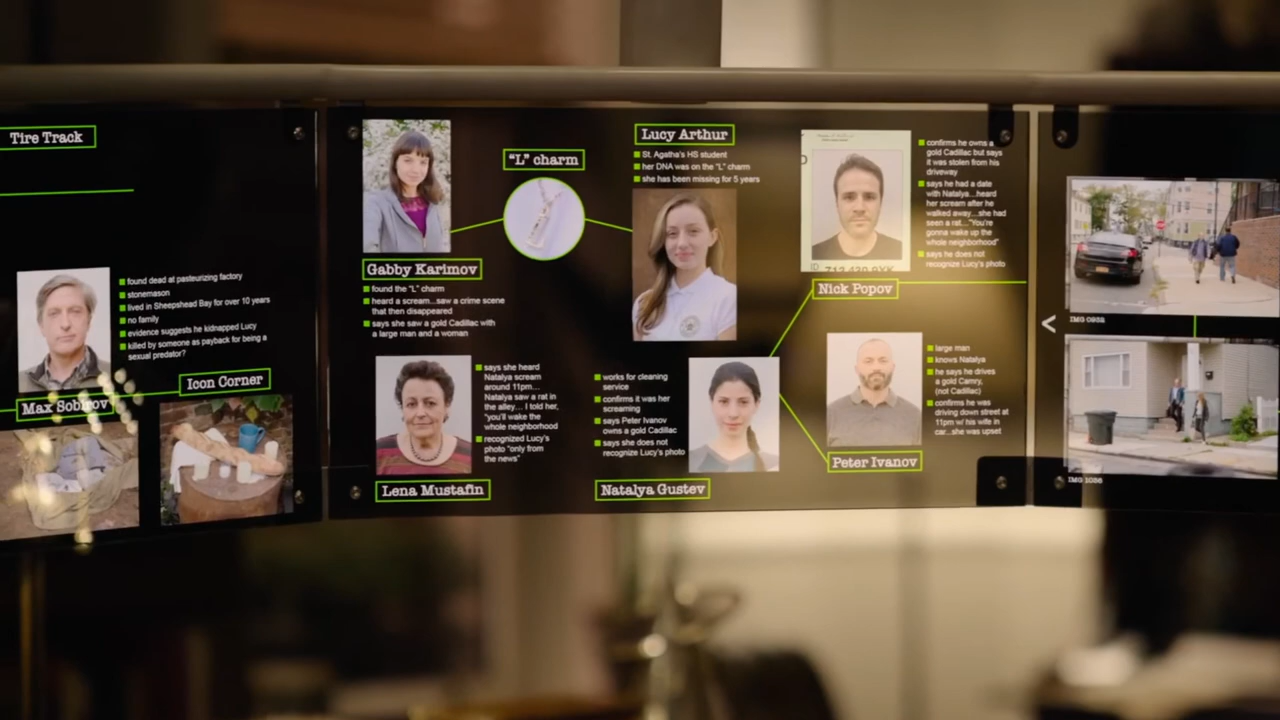 Tire Track
found dead at pasteurizing factory
stonemason
lived in Sheepshead Bay for over 10 years
no family
evidence suggests he kidnapped Lucy
killed by someone as payback for being a
sexual predator?
Max Sobirov
Icon Corner
Gabby Karimov
found the "L" charm
heard a scream...saw a crime scene
that then disappeared
says she saw a gold Cadillac with
a large man and a woman
"L" charm
Lucy Arthur
St. Agatha's HS student
her DNA was on the "L" charm
she has been missing for 5 years
says she heard
Natalya scream
around 11pm...
Natalya saw a rat in
the alley... I told her,
"you'll wake the
whole neighborhood
recognized Lucy's
photo "only from
the news"
Lena Mustafin
works for cleaning
service
confirms it was her
screaming
says Peter Ivanov
owns a gold Cadillac
says she does not
recognize Lucy's photo
Natalya Gustev
confirms he owns a
gold Cadillac but says
it was stolen from his
driveway
says he had a date
with Natalya...heard
her scream after he
walked away...she had
seen a rat..."You're
gonna wake up the
whole neighborhood"
says he does not
recognize Lucy's photo
Nick Popov
large man
knows Natalya
he says he drives
a gold Camry,
(not Cadillac)
confirms he was
driving down street at
11pm w/ his wife in
car...she was upset
Peter Ivanov
<
IMG 0932
IMG 1036